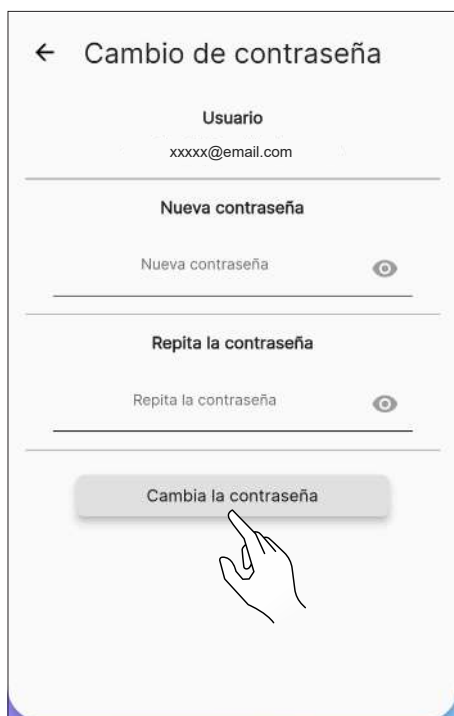 Cambio de contraseña
Usuario
xxxxx@email.com
Nueva contraseña
Nueva contraseña
Repita la contraseña
Repita la contraseña
Cambia la contraseña